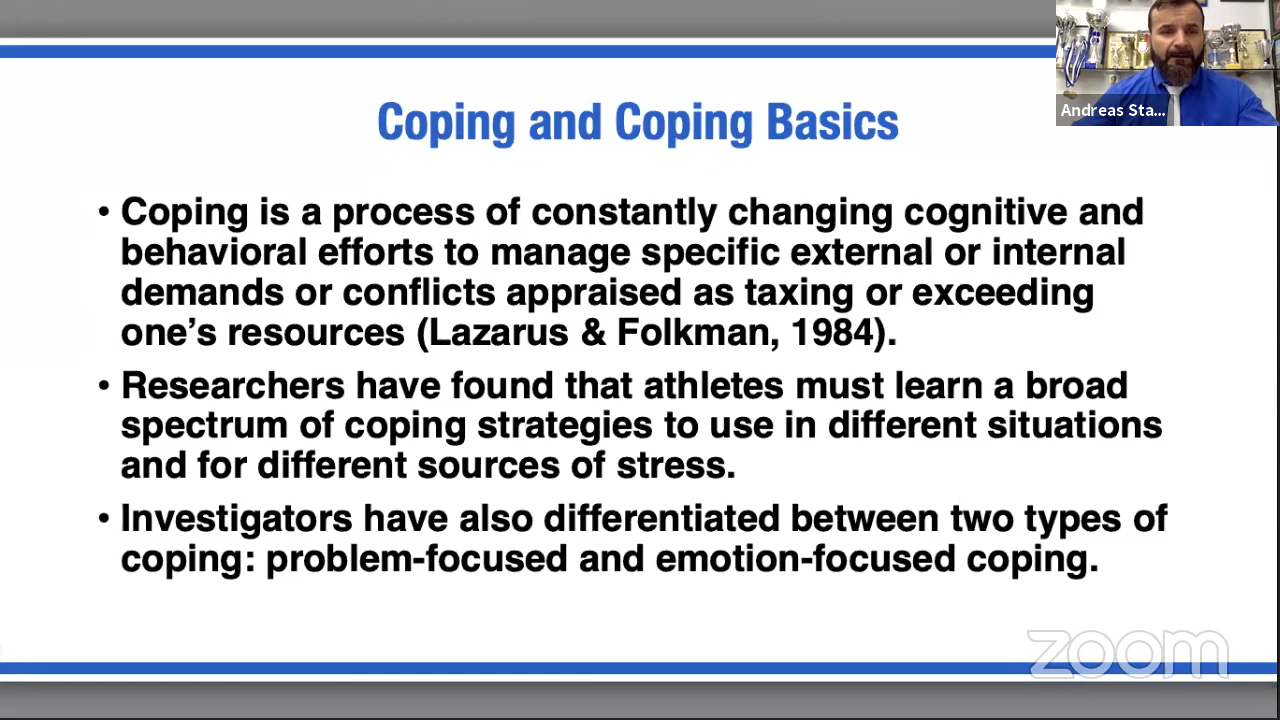 Andreas Sta...
Coping and Coping Basics
• Coping is a process of constantly changing cognitive and
behavioral efforts to manage specific external or internal
demands or conflicts appraised as taxing or exceeding
one’s resources (Lazarus & Folkman, 1984).
• Researchers have found that athletes must learn a broad
spectrum of coping strategies to use in different situations
and for different sources of stress.
• Investigators have also differentiated between two types of
coping: problem-focused and emotion-focused coping.
zoom